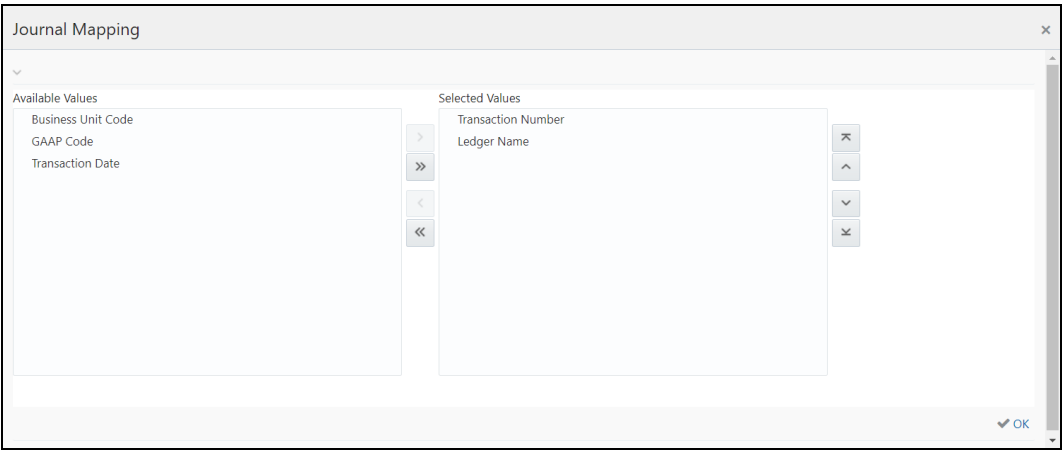 Journal Mapping
Available Values
Selected Values
Business Unit Code
GAAP Code
Transaction Date
Transaction Number
Ledger Name
OK